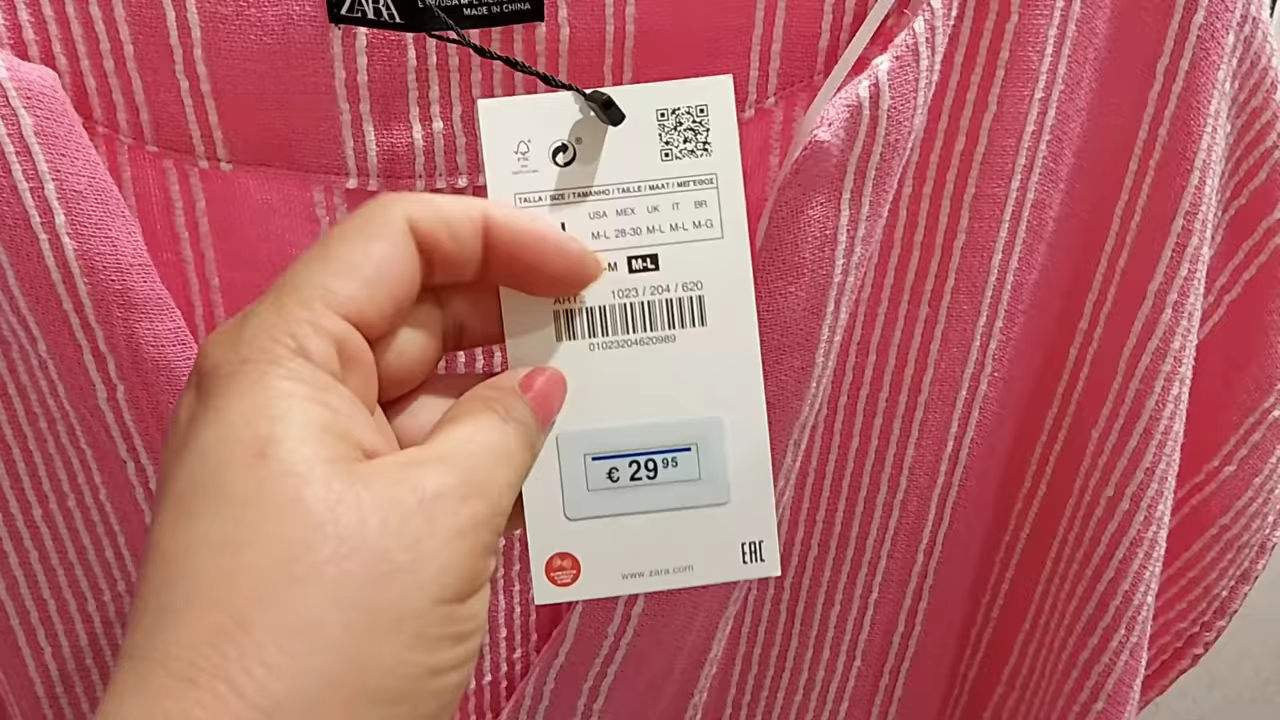 ZARA
MADE IN CHINA
FSC
TALLA / SIZE / TAMANHO / TAILLE / MAAT / ΜΕΓΕΘΟΣ
USA MEX UK IT BR
M-L 28-30 M-L M-L M-G
-M M-L
ART. 1023 / 204 / 620
01023204620989
€ 29 95
EAC
www.zara.com